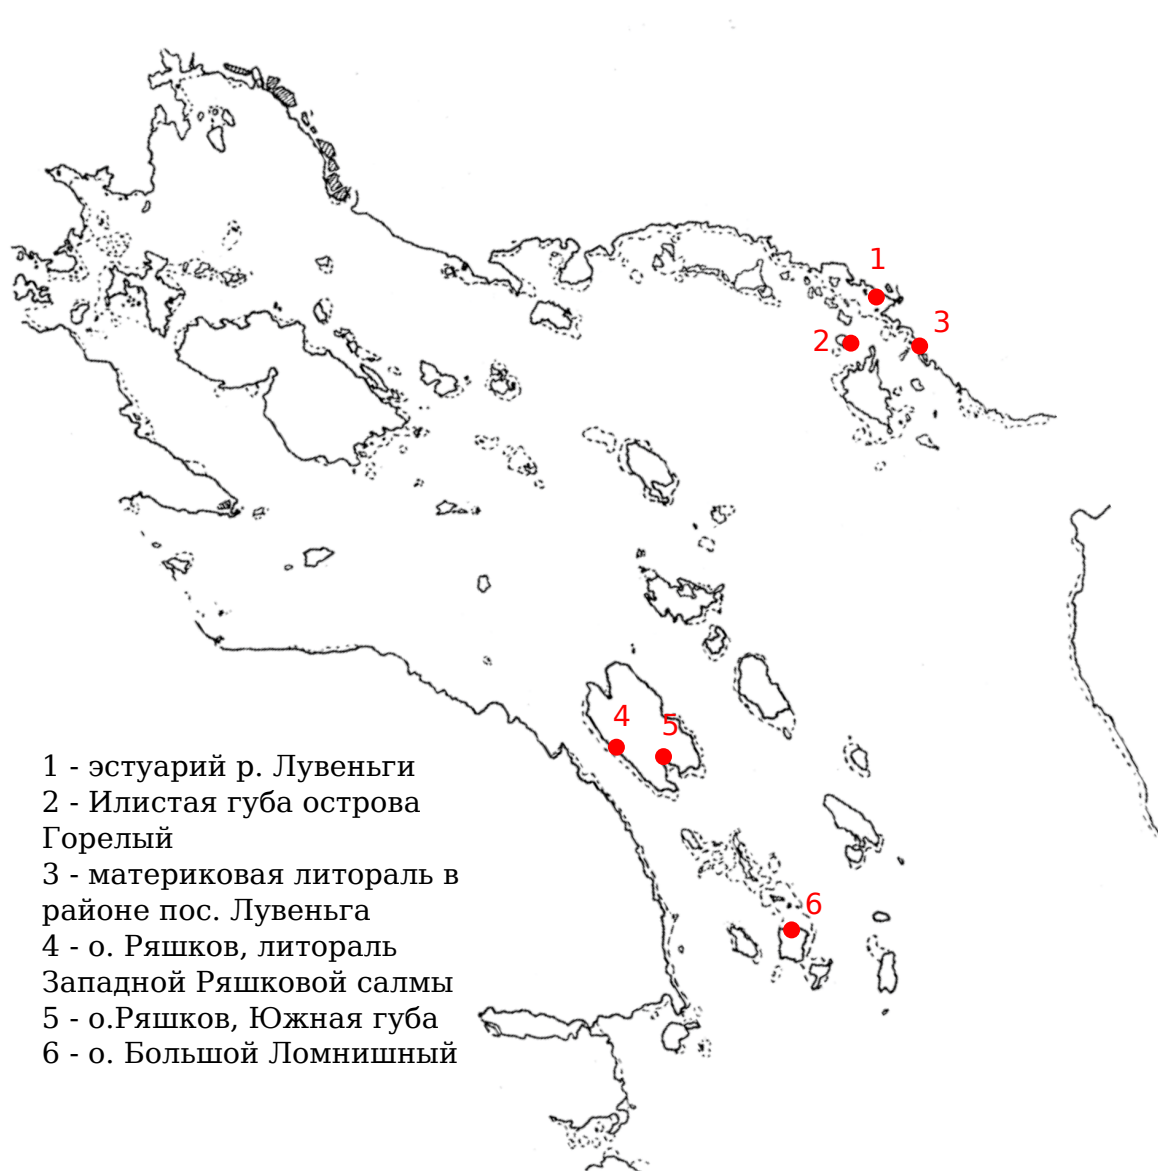 1
2
3
4
5
6
1 - эстуарий р. Лувеньги
2 - Илистая губа острова
Горелый
3 - материковая литораль в
районе пос. Лувеньга
4 - о. Ряшков, литораль
Западной Ряшковой салмы
5 - о.Ряшков, Южная губа
6 - о. Большой Ломнишный